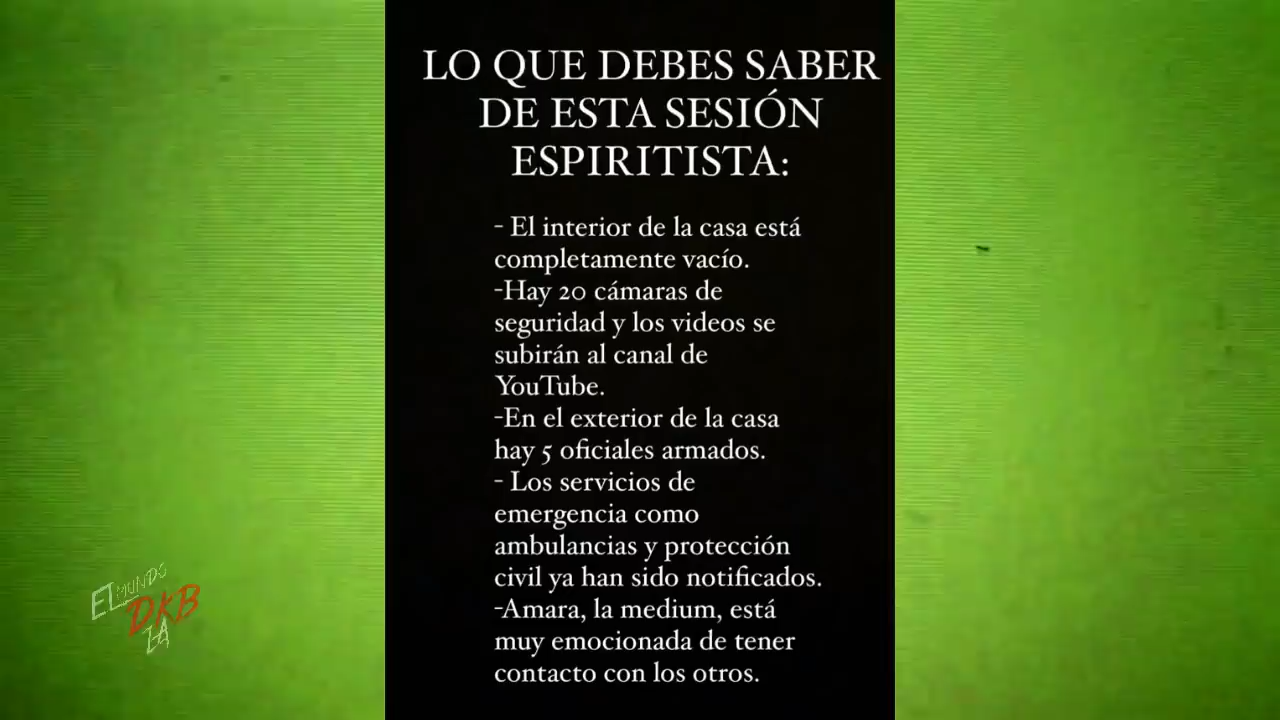 LO QUE DEBES SABER
DE ESTA SESIÓN
ESPIRITISTA:
- El interior de la casa está
completamente vacío.
-Hay 20 cámaras de
seguridad y los videos se
subirán al canal de
YouTube.
-En el exterior de la casa
hay 5 oficiales armados.
- Los servicios de
emergencia como
ambulancias y protección
civil ya han sido notificados.
-Amara, la medium, está
muy emocionada de tener
contacto con los otros.
EL MUNDO
DKB
LA